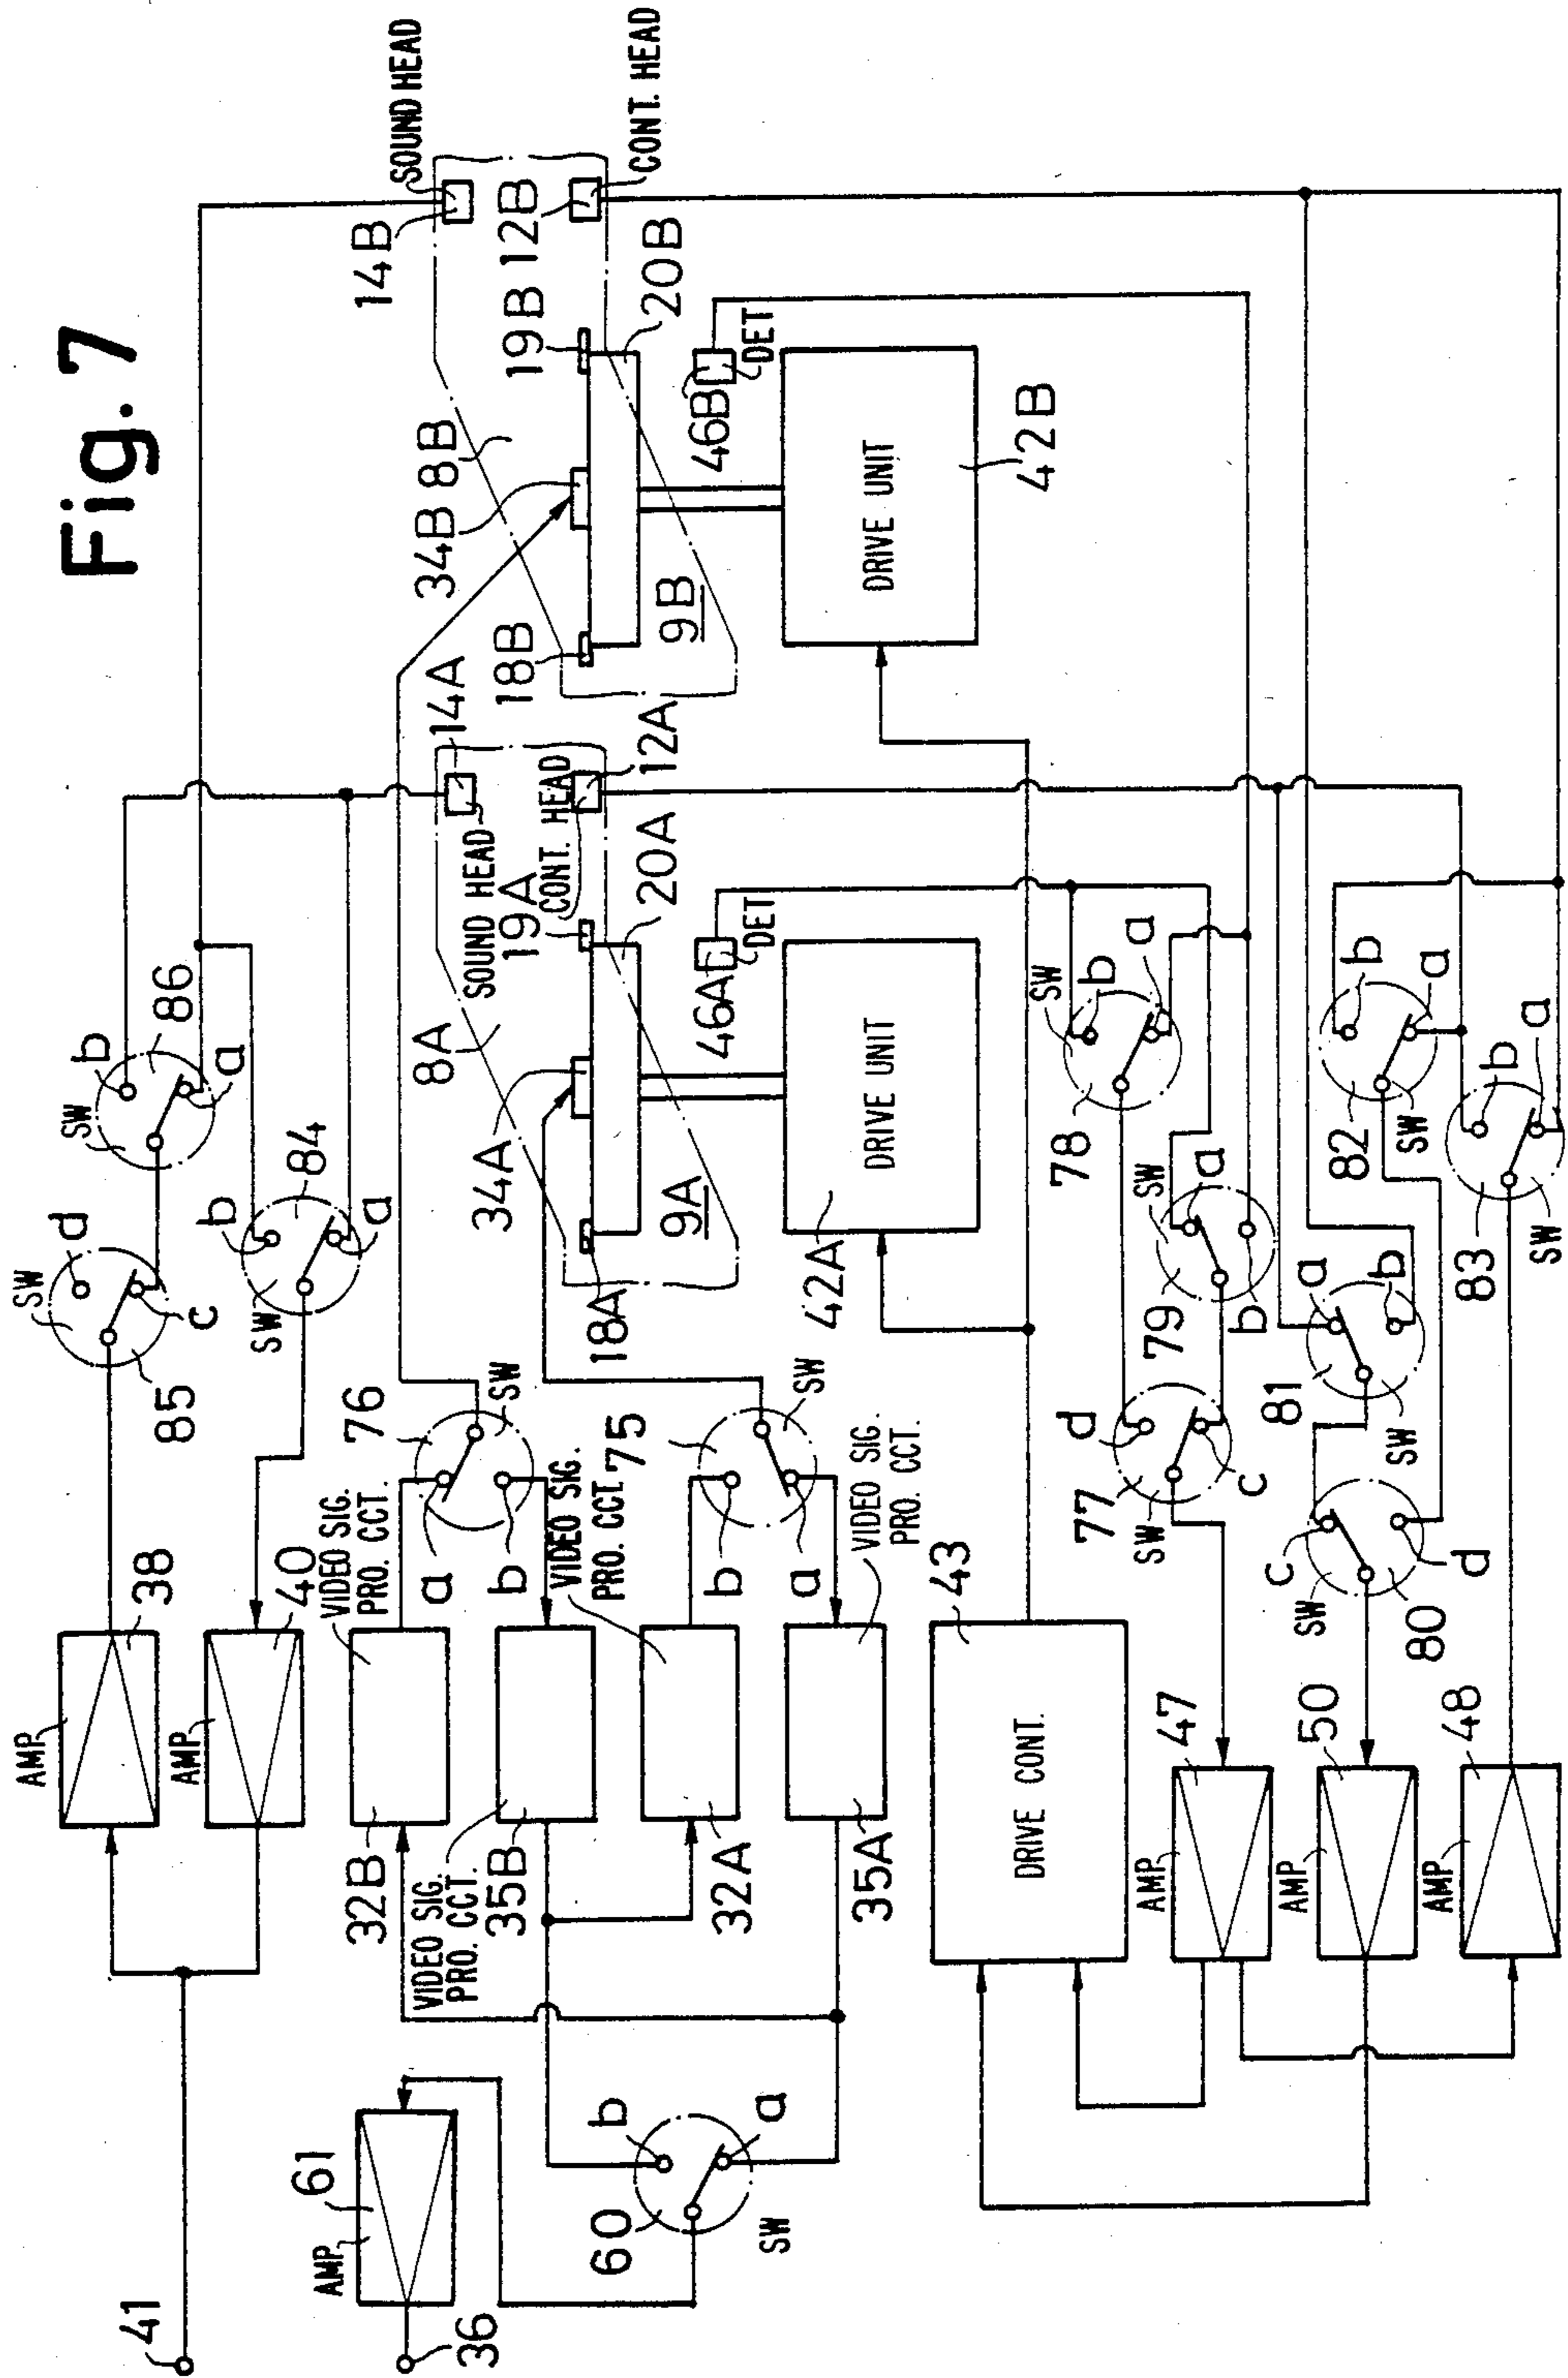 Fig. 7
SOUND HEAD
14B
CONT. HEAD
12B
19B
20B
8B
34B
18B
9B
46B
DET
DRIVE UNIT
42B
14A
SOUND HEAD
12A
CONT. HEAD
19A
20A
8A
34A
18A
9A
46A
DET
DRIVE UNIT
42A
b
86
SW
a
d
SW
c
85
b
84
SW
a
AMP
38
AMP
40
41
76
SW
a
b
VIDEO SIG.
PRO. CCT.
32B
VIDEO SIG.
PRO. CCT.
35B
VIDEO SIG.
PRO. CCT.
32A
75
SW
b
a
VIDEO SIG.
PRO. CCT.
35A
61
AMP
36
b
a
60
SW
43
DRIVE CONT.
SW
b
a
78
SW
a
79
b
d
77
SW
c
b
a
82
SW
b
a
83
SW
a
b
81
SW
c
SW
d
80
47
AMP
50
AMP
48
AMP